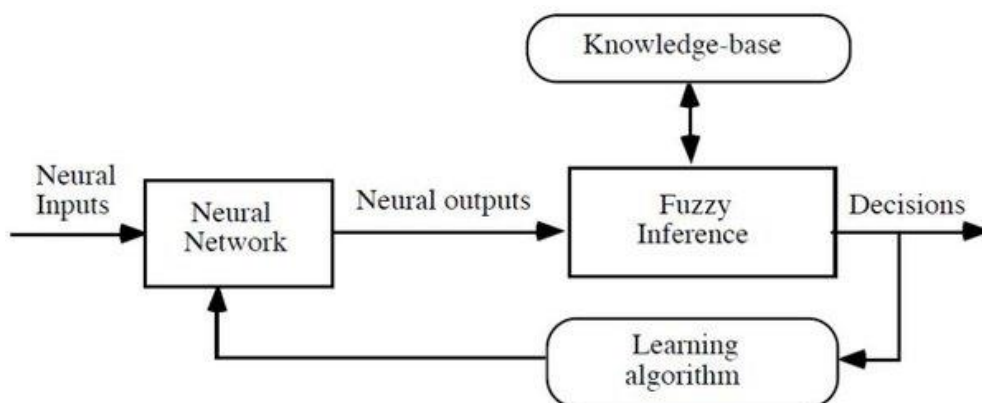 Knowledge-base
Neural
Inputs
Neural
Network
Neural outputs
Fuzzy
Inference
Decisions
Learning
algorithm